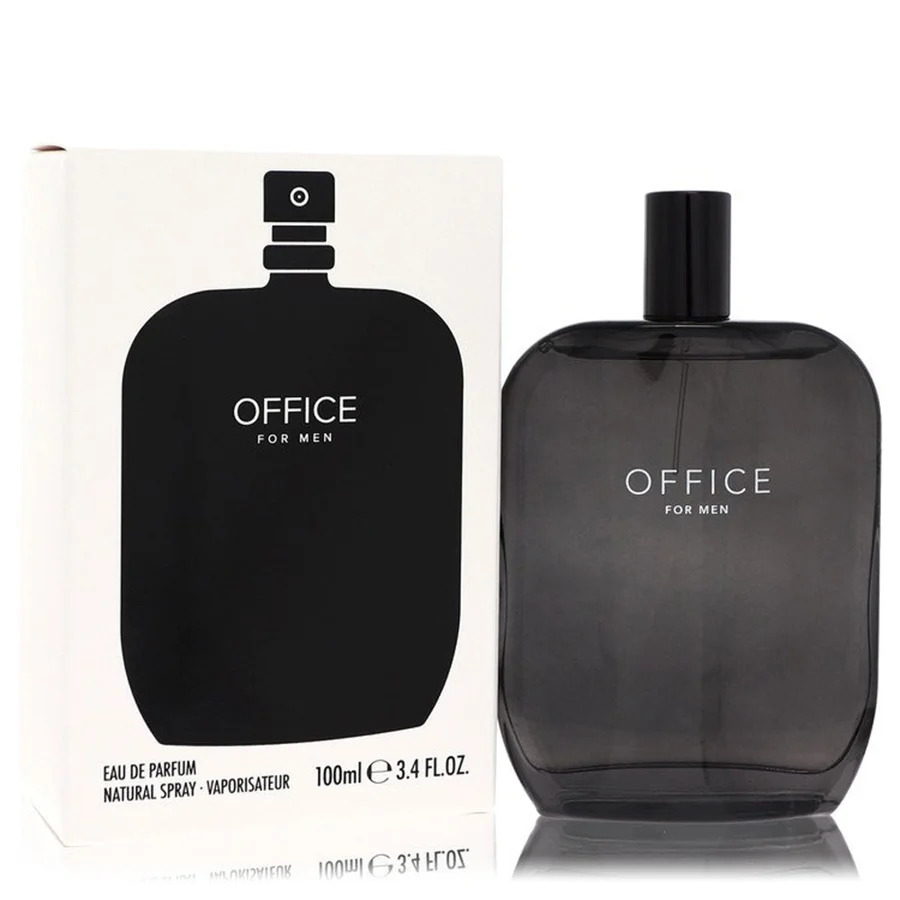 OFFICE
FOR MEN
EAU DE PARFUM
NATURAL SPRAY · VAPORISATEUR
100ml ℮ 3.4 FL.OZ.
OFFICE
FOR MEN